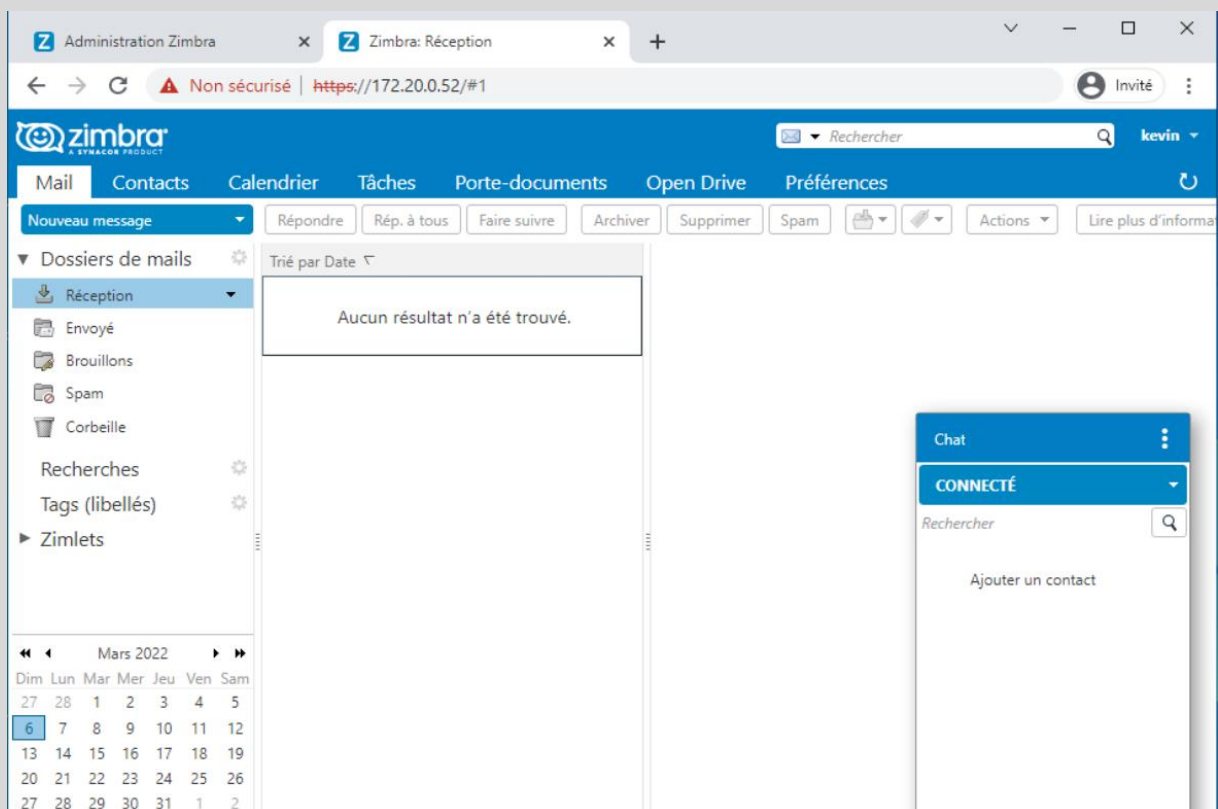 Administration Zimbra
Zimbra: Réception
Non sécurisé | https://172.20.0.52/#1
Invité
zimbra
A SYNACOR PRODUCT
Rechercher
kevin
Mail Contacts Calendrier Tâches Porte-documents Open Drive Préférences
Nouveau message
Répondre Rép. à tous Faire suivre Archiver Supprimer Spam Actions Lire plus d'informa
Dossiers de mails
Trié par Date
Réception
Aucun résultat n'a été trouvé.
Envoyé
Brouillons
Spam
Corbeille
Recherches
Tags (libellés)
Zimlets
Chat
CONNECTÉ
Rechercher
Ajouter un contact
Mars 2022
Dim Lun Mar Mer Jeu Ven Sam
27 28 1 2 3 4 5
6 7 8 9 10 11 12
13 14 15 16 17 18 19
20 21 22 23 24 25 26
27 28 29 30 31 1 2